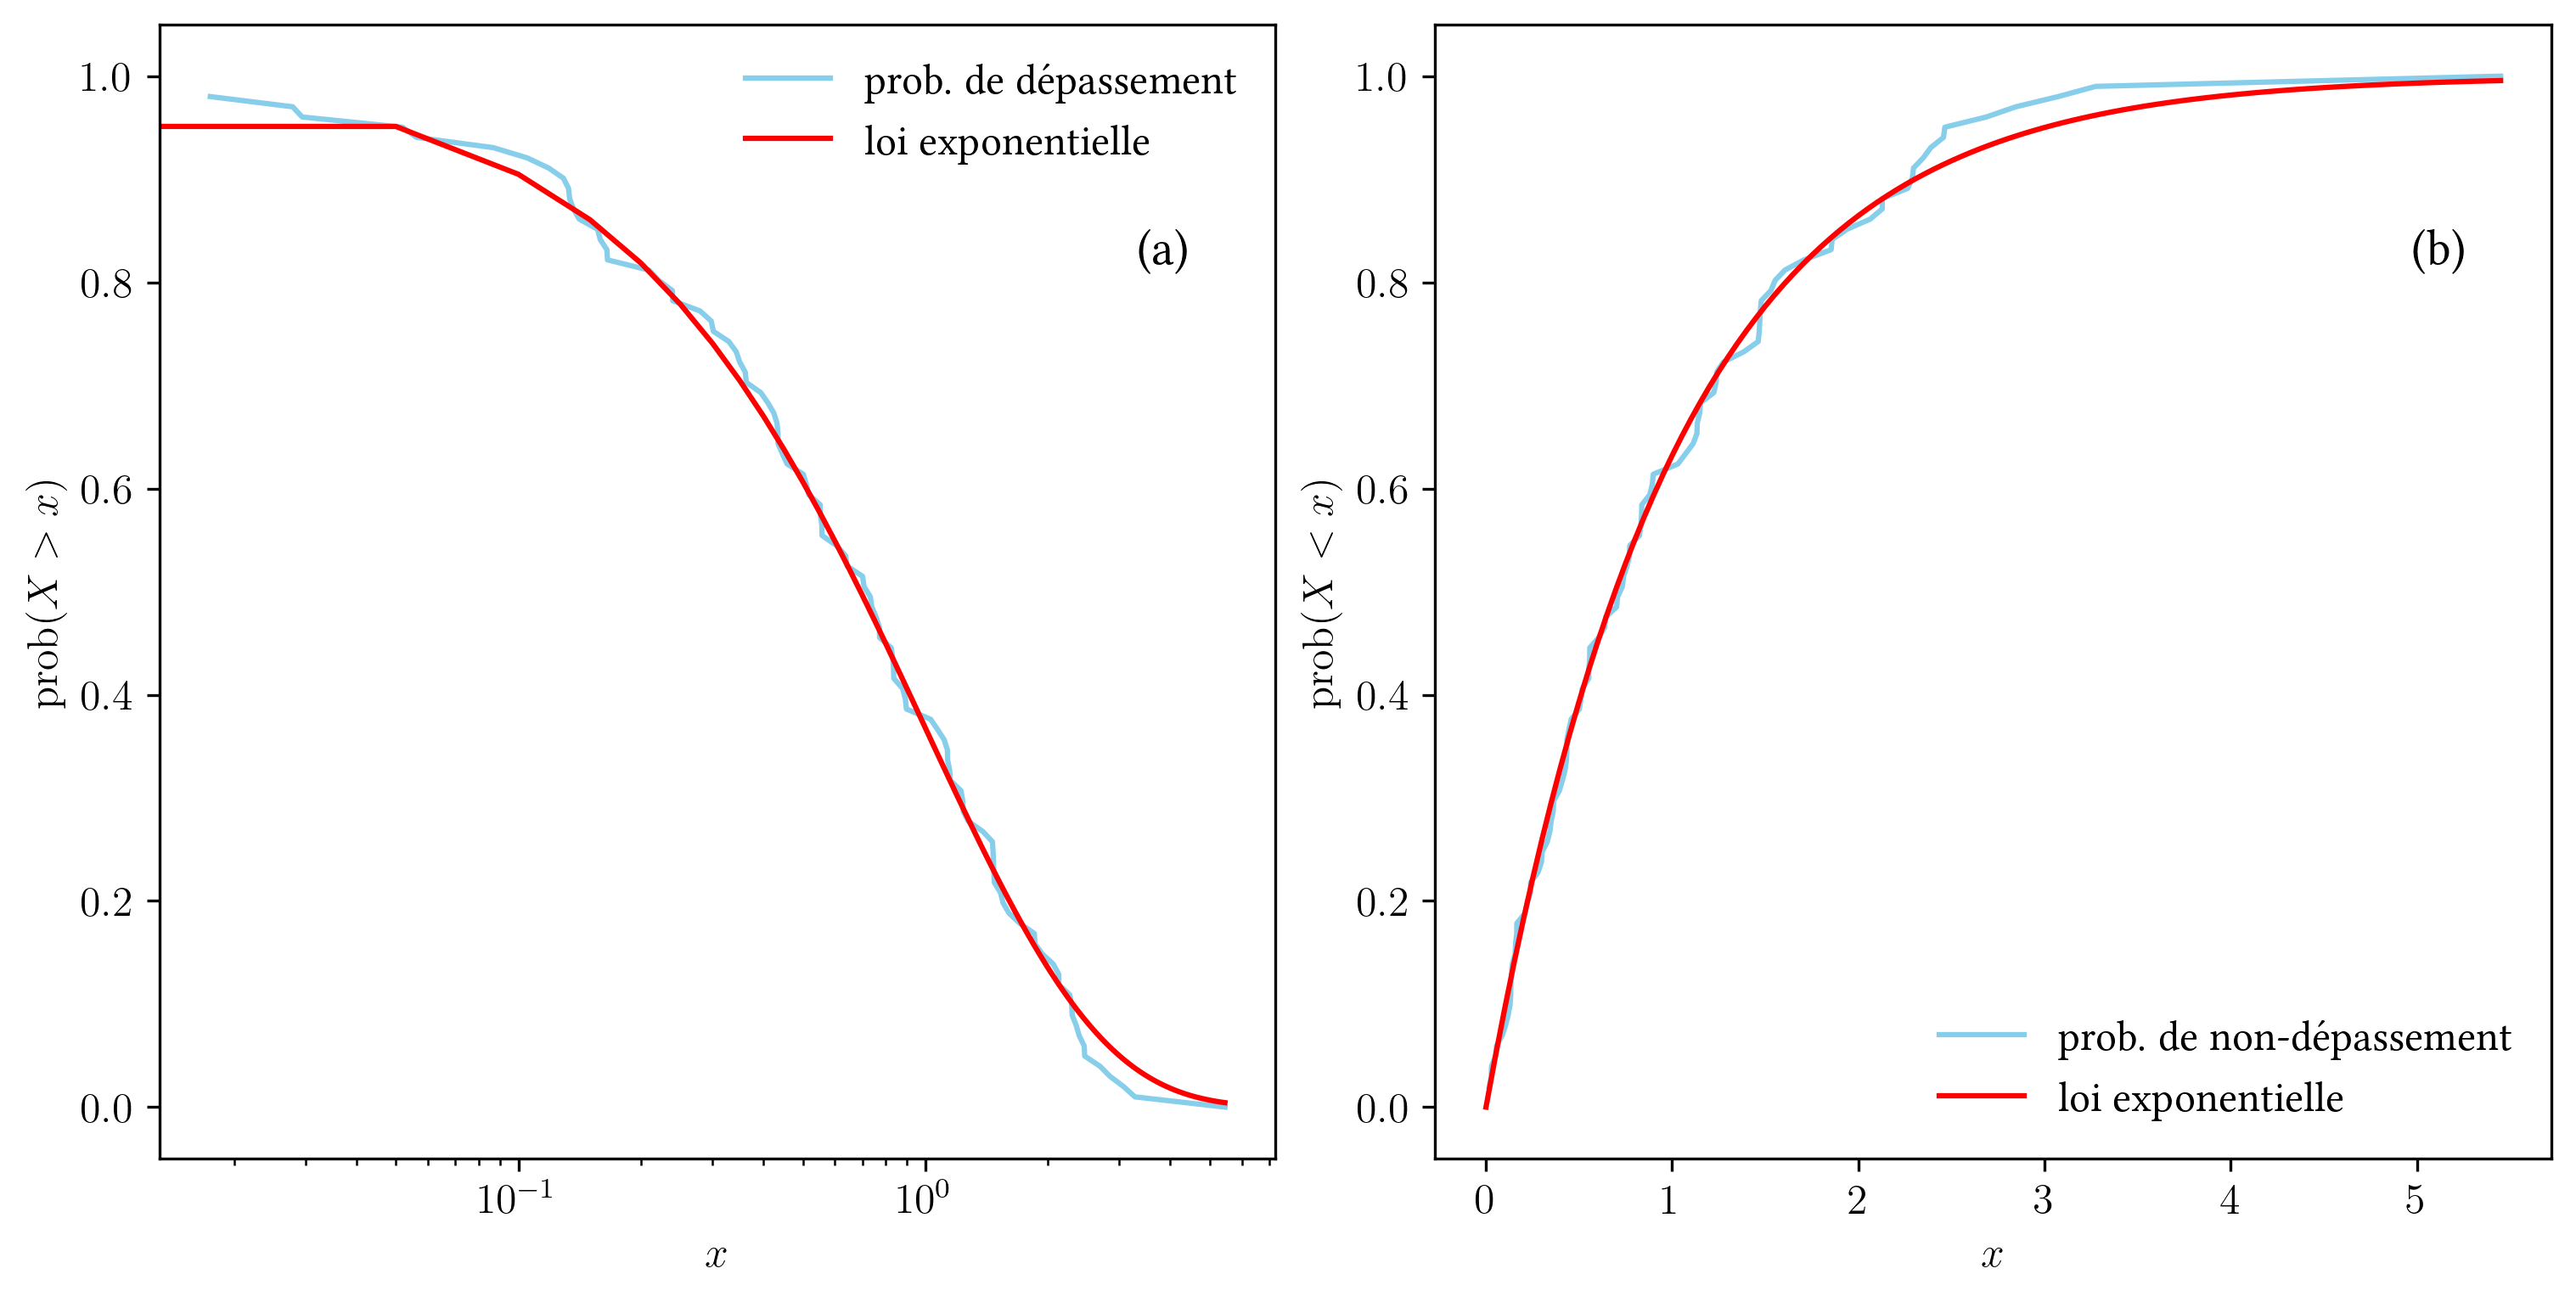 prob. de dépassement
loi exponentielle
(a)
1.0
0.8
0.6
0.4
0.2
0.0
prob(X > x)
10⁻¹ 10⁰
x
(b)
1.0
0.8
0.6
0.4
0.2
0.0
prob(X < x)
prob. de non-dépassement
loi exponentielle
0 1 2 3 4 5
x